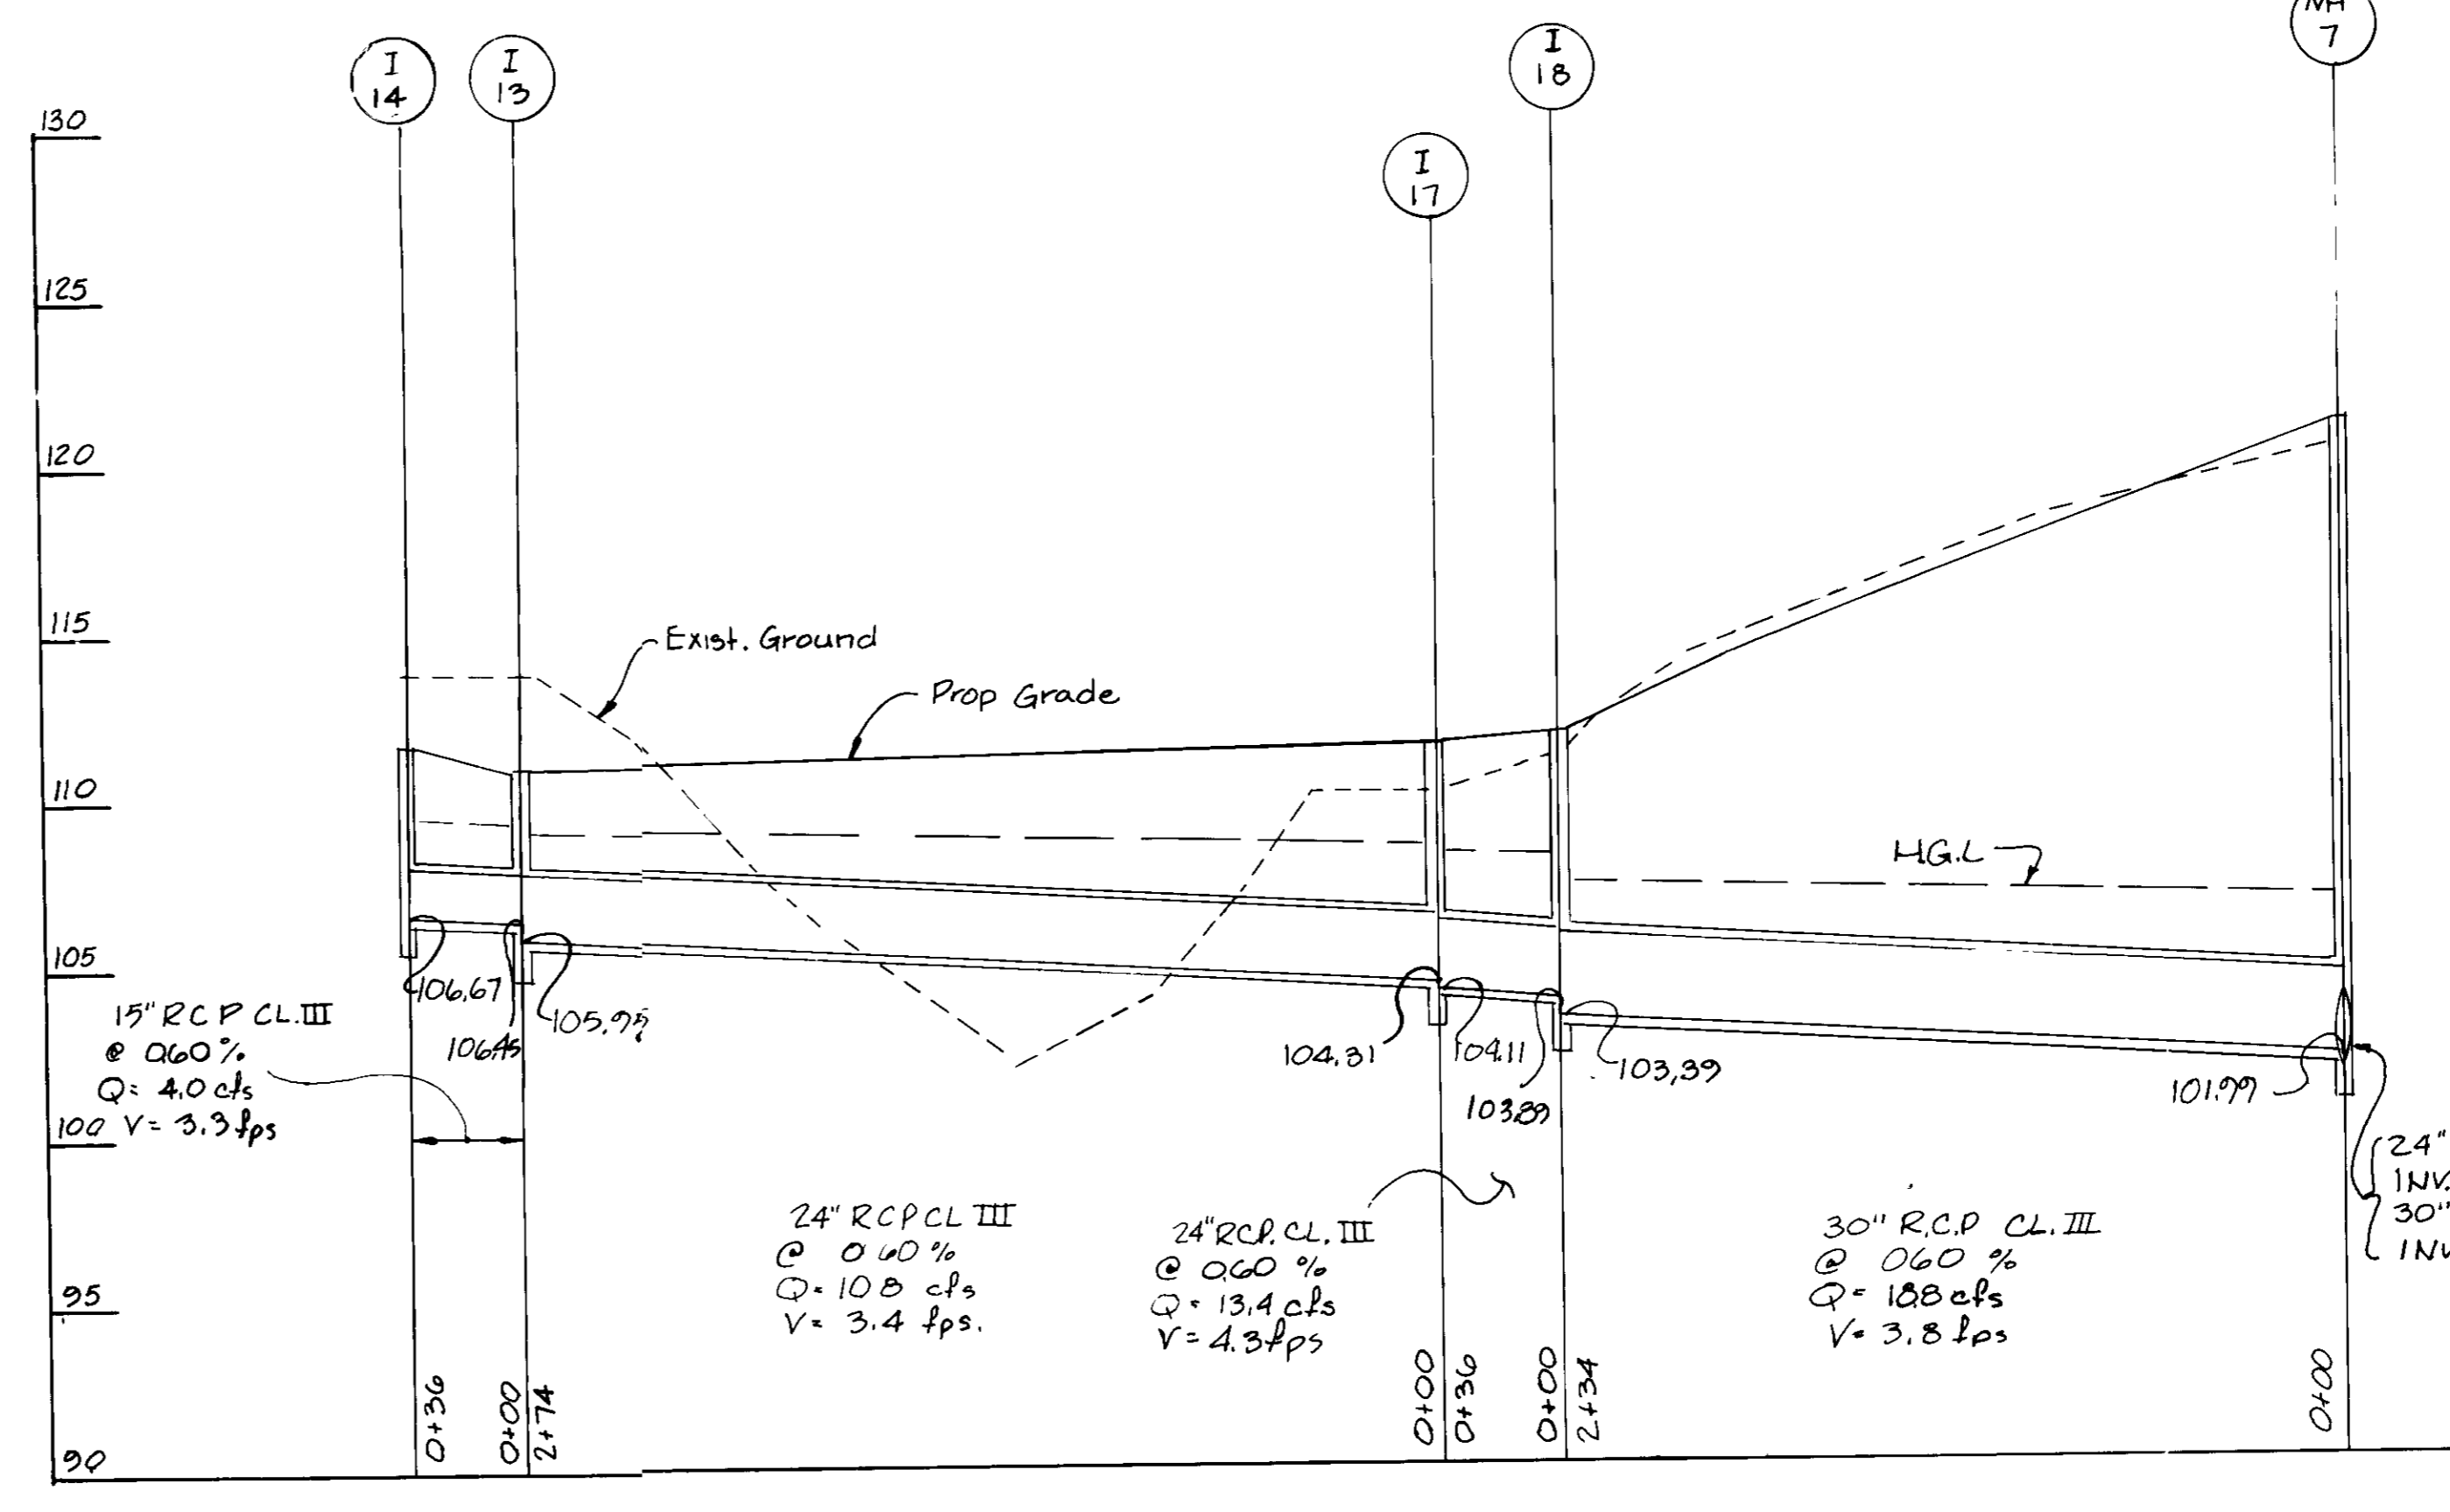 I
14
I
13
I
17
I
18
MH
7
130
125
120
115
110
105
100
95
90
Exist. Ground
Prop Grade
H.G.L
106.67
106.45
105.95
104.31
104.11
103.89
103.39
101.99
15" R C P CL. III
@ 0.60 %
Q= 4.0 cfs
V= 3.3 fps
24" R C P CL III
@ 0.60 %
Q= 10.8 cfs
V= 3.4 fps.
24" R.C.P. CL. III
@ 0.60 %
Q= 13.4 cfs
V= 4.3 fps
30" R.C.P CL. III
@ 0.60 %
Q= 18.8 cfs
V= 3.8 fps
24"
INV.
30"
INV
0+36
0+00
2+74
0+00
0+36
0+00
2+34
0+00